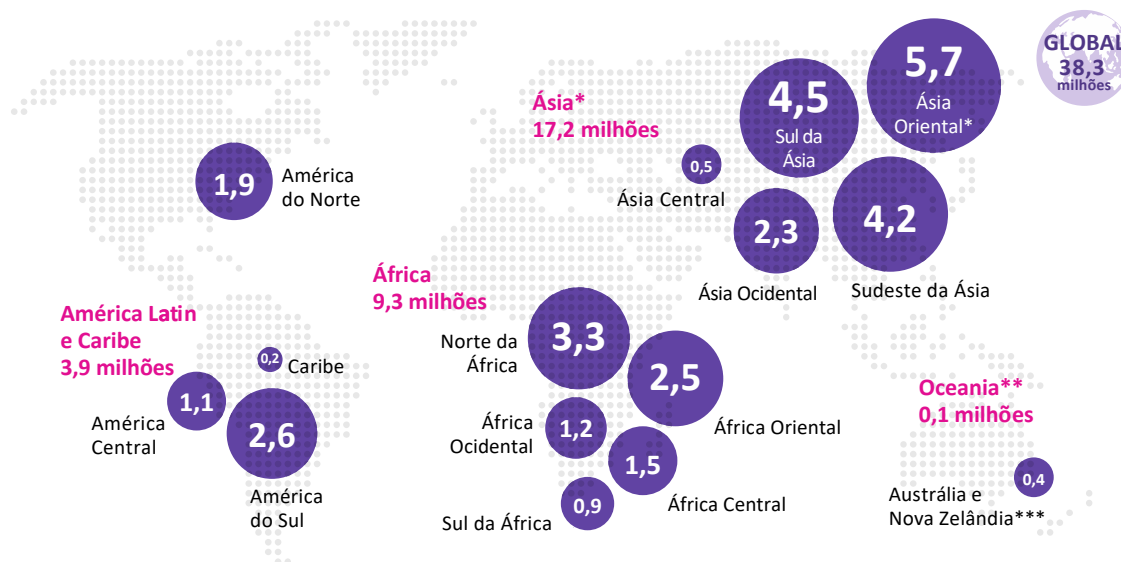 GLOBAL
38,3
milhões
5,7
Ásia
Oriental*
4,5
Sul da
Ásia
Ásia*
17,2 milhões
0,5
Ásia Central
1,9
América
do Norte
2,3
Ásia Ocidental
4,2
Sudeste da Ásia
África
9,3 milhões
3,3
Norte da
África
2,5
África Oriental
América Latin
e Caribe
3,9 milhões
0,2
Caribe
1,1
América
Central
2,6
América
do Sul
África
Ocidental
1,2
1,5
África Central
0,9
Sul da África
Oceania**
0,1 milhões
0,4
Austrália e
Nova Zelândia***